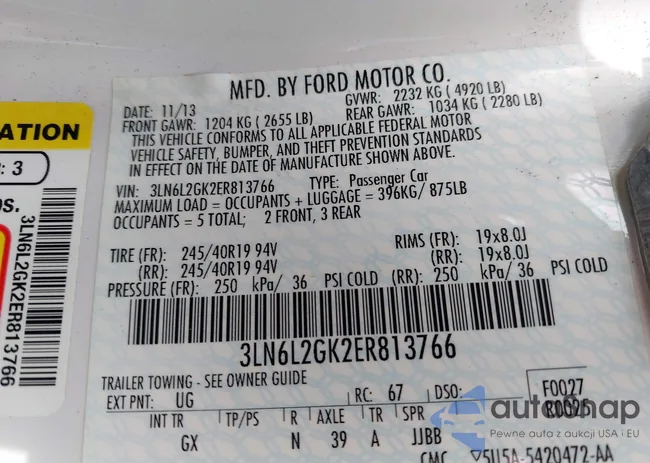 MFD. BY FORD MOTOR CO.
DATE: 11/13 GVWR: 2232 KG ( 4920 LB)
FRONT GAWR: 1204 KG ( 2655 LB) REAR GAWR: 1034 KG ( 2280 LB)
THIS VEHICLE CONFORMS TO ALL APPLICABLE FEDERAL MOTOR
VEHICLE SAFETY, BUMPER, AND THEFT PREVENTION STANDARDS
IN EFFECT ON THE DATE OF MANUFACTURE SHOWN ABOVE.
VIN: 3LN6L2GK2ER813766 TYPE: Passenger Car
MAXIMUM LOAD = OCCUPANTS + LUGGAGE = 396KG/ 875LB
OCCUPANTS = 5 TOTAL; 2 FRONT, 3 REAR
TIRE (FR): 245/40R19 94V RIMS (FR): 19x8.0J
(RR): 245/40R19 94V (RR): 19x8.0J
PRESSURE (FR): 250 kPa/ 36 PSI COLD (RR): 250 kPa/ 36 PSI COLD
3LN6L2GK2ER813766
TRAILER TOWING - SEE OWNER GUIDE
EXT PNT: UG RC: 67 DSO: F0027
INT TR TP/PS R AXLE TR SPR
GX N 39 A JJBB
CMC 5U5A-5420472-AA
ATION
: 3
os.
3LN6L2GK2ER813766
autoSnap
Pewne auta z aukcji USA i EU